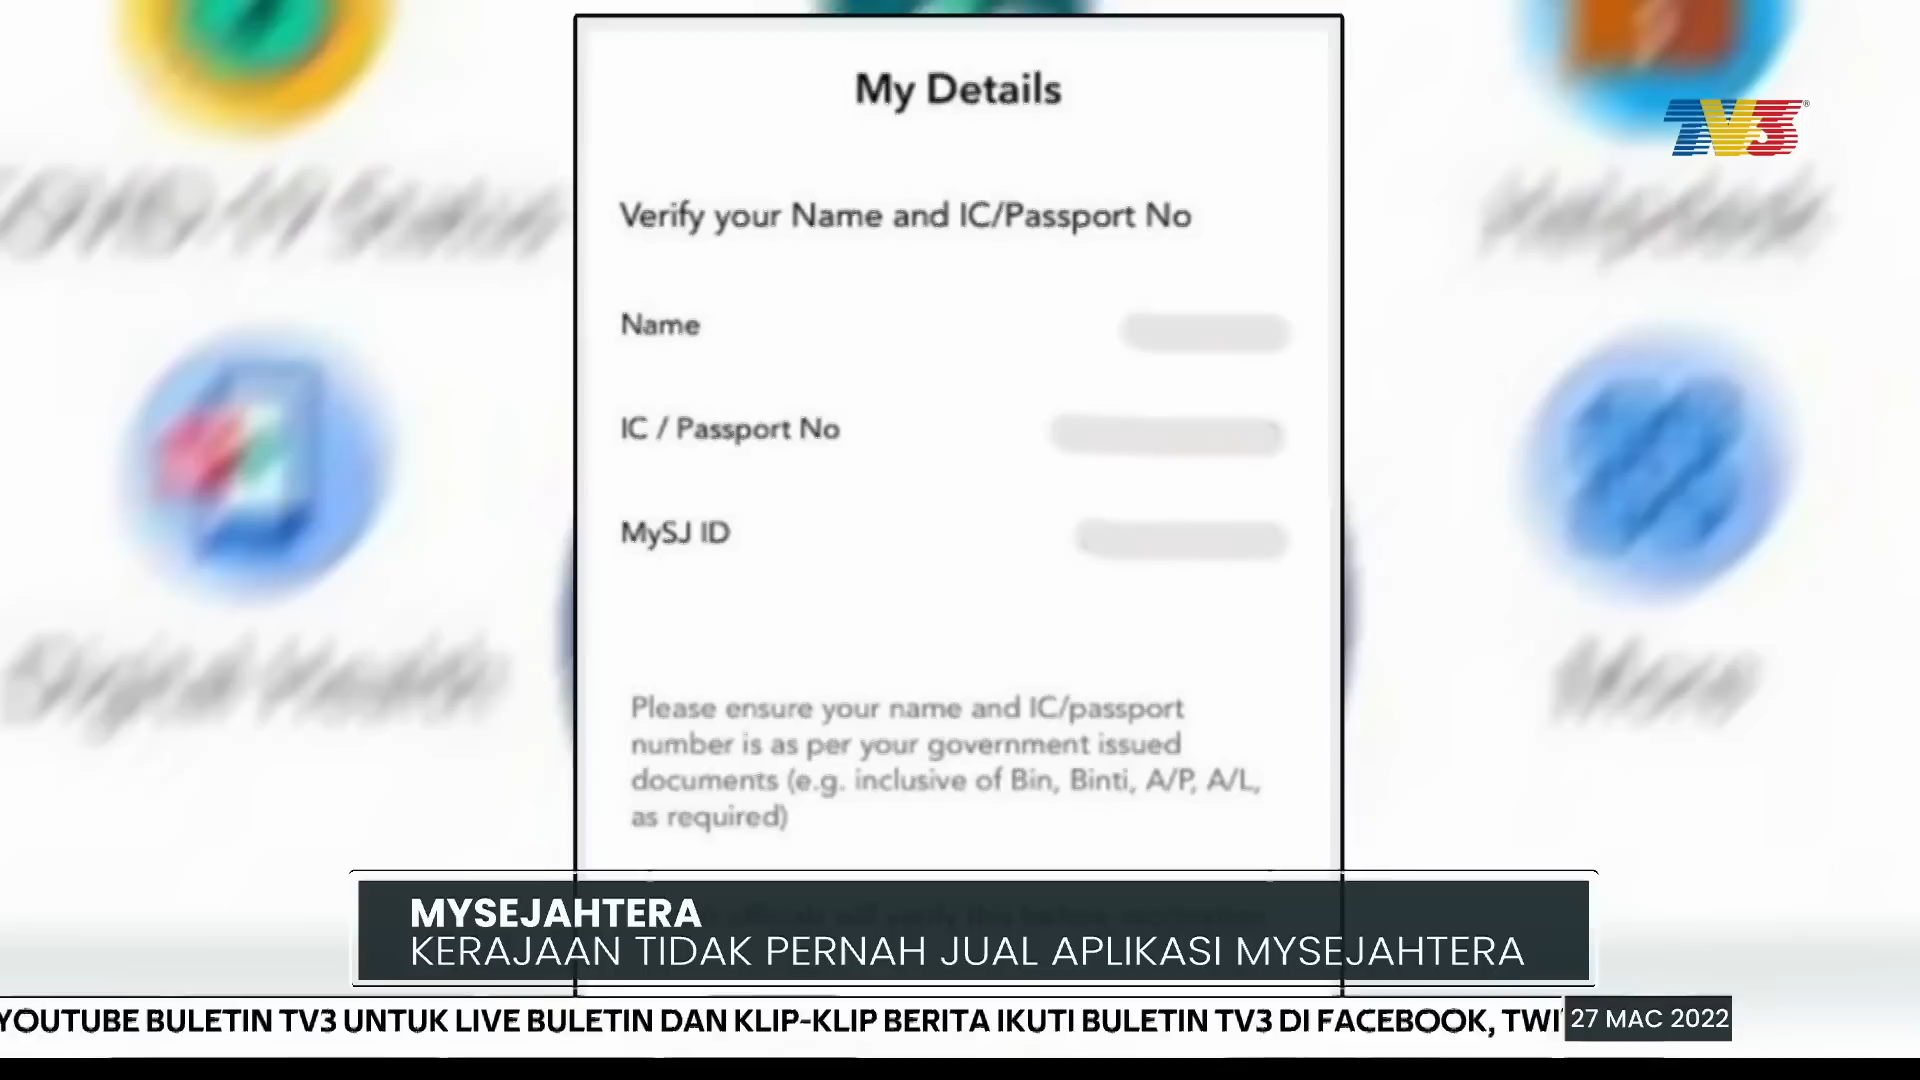 My Details
TV3
Verify your Name and IC/Passport No
Name
IC / Passport No
MySJ ID
More
Please ensure your name and IC/passport
number is as per your government issued
documents (e.g. inclusive of Bin, Binti, A/P, A/L,
as required)
MYSEJAHTERA
KERAJAAN TIDAK PERNAH JUAL APLIKASI MYSEJAHTERA
YOUTUBE BULETIN TV3 UNTUK LIVE BULETIN DAN KLIP-KLIP BERITA IKUTI BULETIN TV3 DI FACEBOOK, TWI
27 MAC 2022